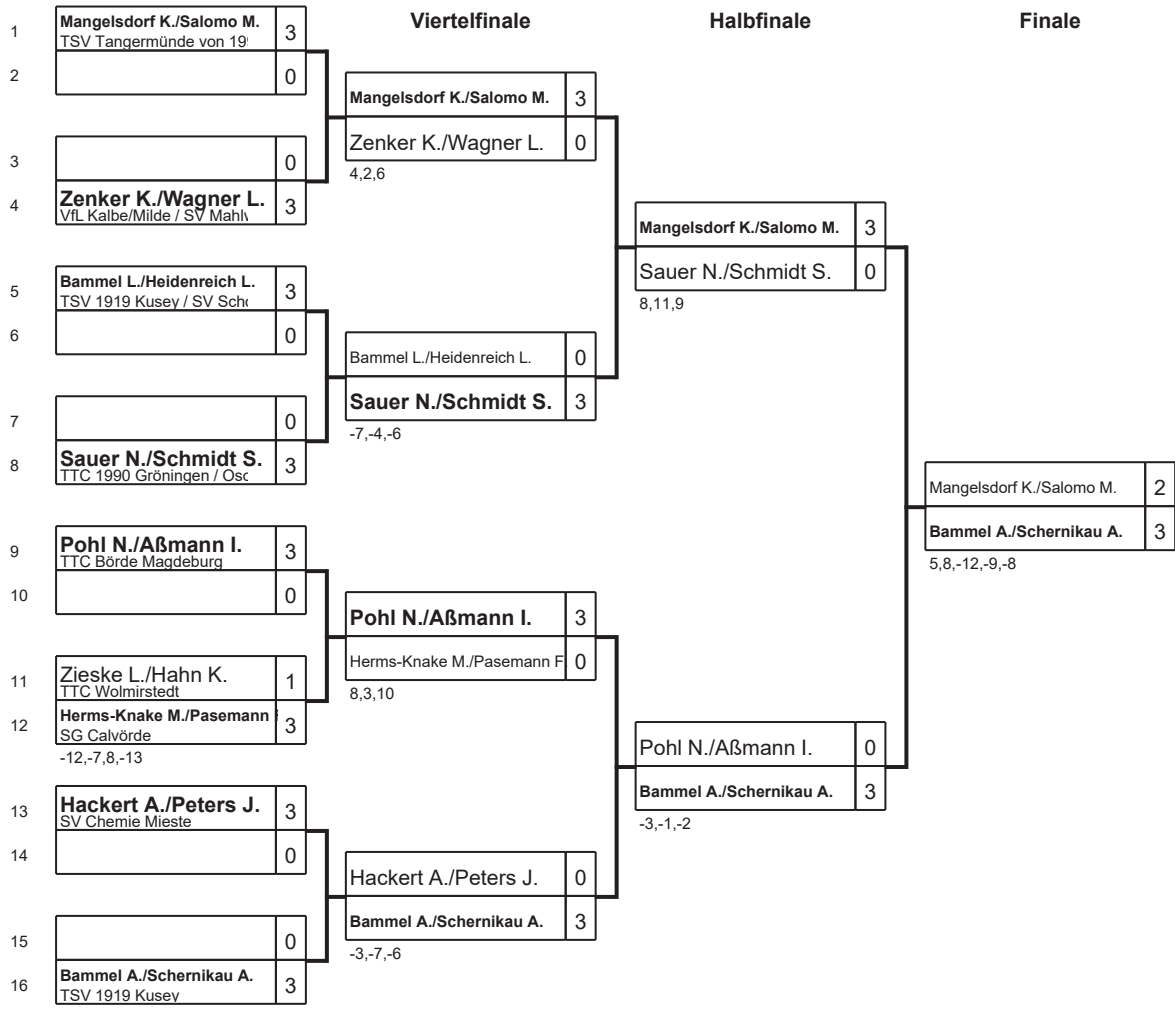 Viertelfinale
Halbfinale
Finale
1
Mangelsdorf K./Salomo M.
3
TSV Tangermünde von
2
0
3
0
4
Zenker K./Wagner L.
3
VfL Kalbe/Milde / SV
5
Bammel L./Heidenreich L.
3
TSV 1919 Kusey / SV
6
0
7
0
8
Sauer N./Schmidt S.
3
TTC 1990 Gröningen /
9
Pohl N./Aßmann I.
3
TTC Börde Magdeburg
10
0
11
Zieske L./Hahn K.
1
TTC Wolmirstedt
12
Herms-Knake M./Pasemann
3
SG Calvörde
-12,-7,8,-13
13
Hackert A./Peters J.
3
SV Chemie Mieste
14
0
15
0
16
Bammel A./Schernikau A.
3
TSV 1919 Kusey
Mangelsdorf K./Salomo M.
3
Zenker K./Wagner L.
0
4,2,6
Bammel L./Heidenreich L.
0
Sauer N./Schmidt S.
3
-7,-4,-6
Pohl N./Aßmann I.
3
Herms-Knake M./Pasemann F
0
8,3,10
Hackert A./Peters J.
0
Bammel A./Schernikau A.
3
-3,-7,-6
Mangelsdorf K./Salomo M.
3
Sauer N./Schmidt S.
0
8,11,9
Pohl N./Aßmann I.
0
Bammel A./Schernikau A.
3
-3,-1,-2
Mangelsdorf K./Salomo M.
2
Bammel A./Schernikau A.
3
5,8,-12,-9,-8